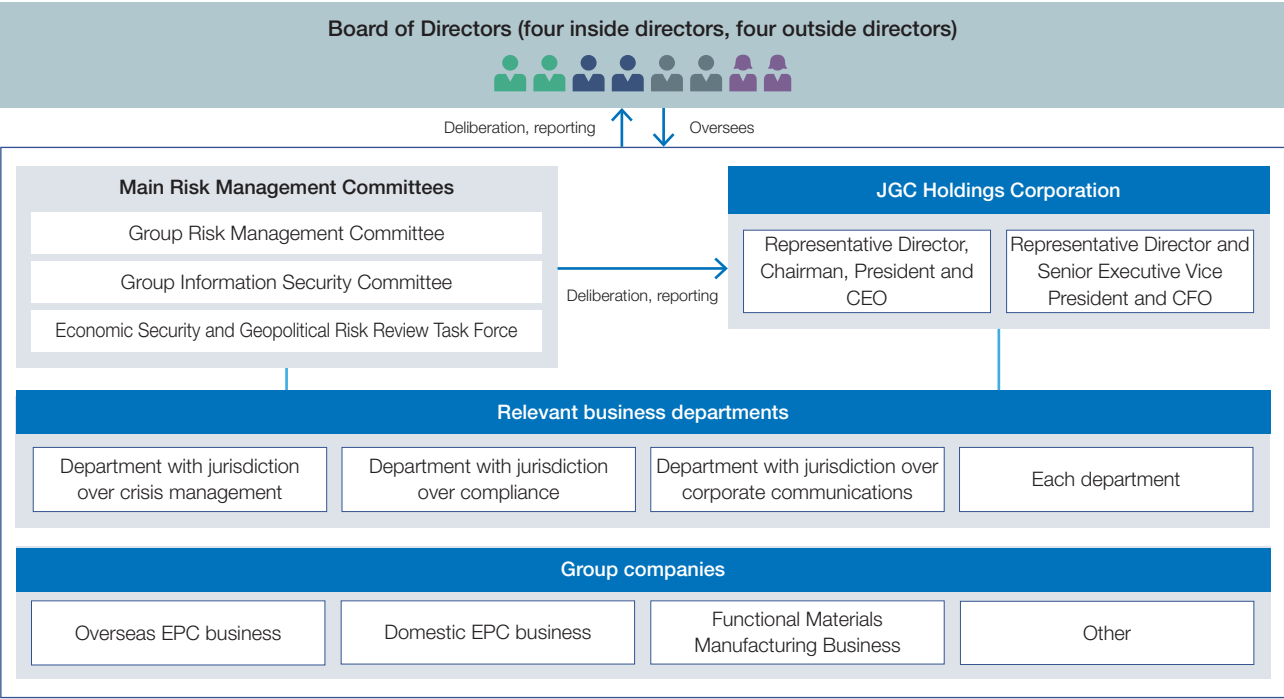 Board of Directors (four inside directors, four outside directors)
Deliberation, reporting
Oversees
Main Risk Management Committees
Group Risk Management Committee
Group Information Security Committee
Economic Security and Geopolitical Risk Review Task Force
Deliberation, reporting
JGC Holdings Corporation
Representative Director,
Chairman, President and
CEO
Representative Director and
Senior Executive Vice
President and CFO
Relevant business departments
Department with jurisdiction
over crisis management
Department with jurisdiction
over compliance
Department with jurisdiction over
corporate communications
Each department
Group companies
Overseas EPC business
Domestic EPC business
Functional Materials
Manufacturing Business
Other